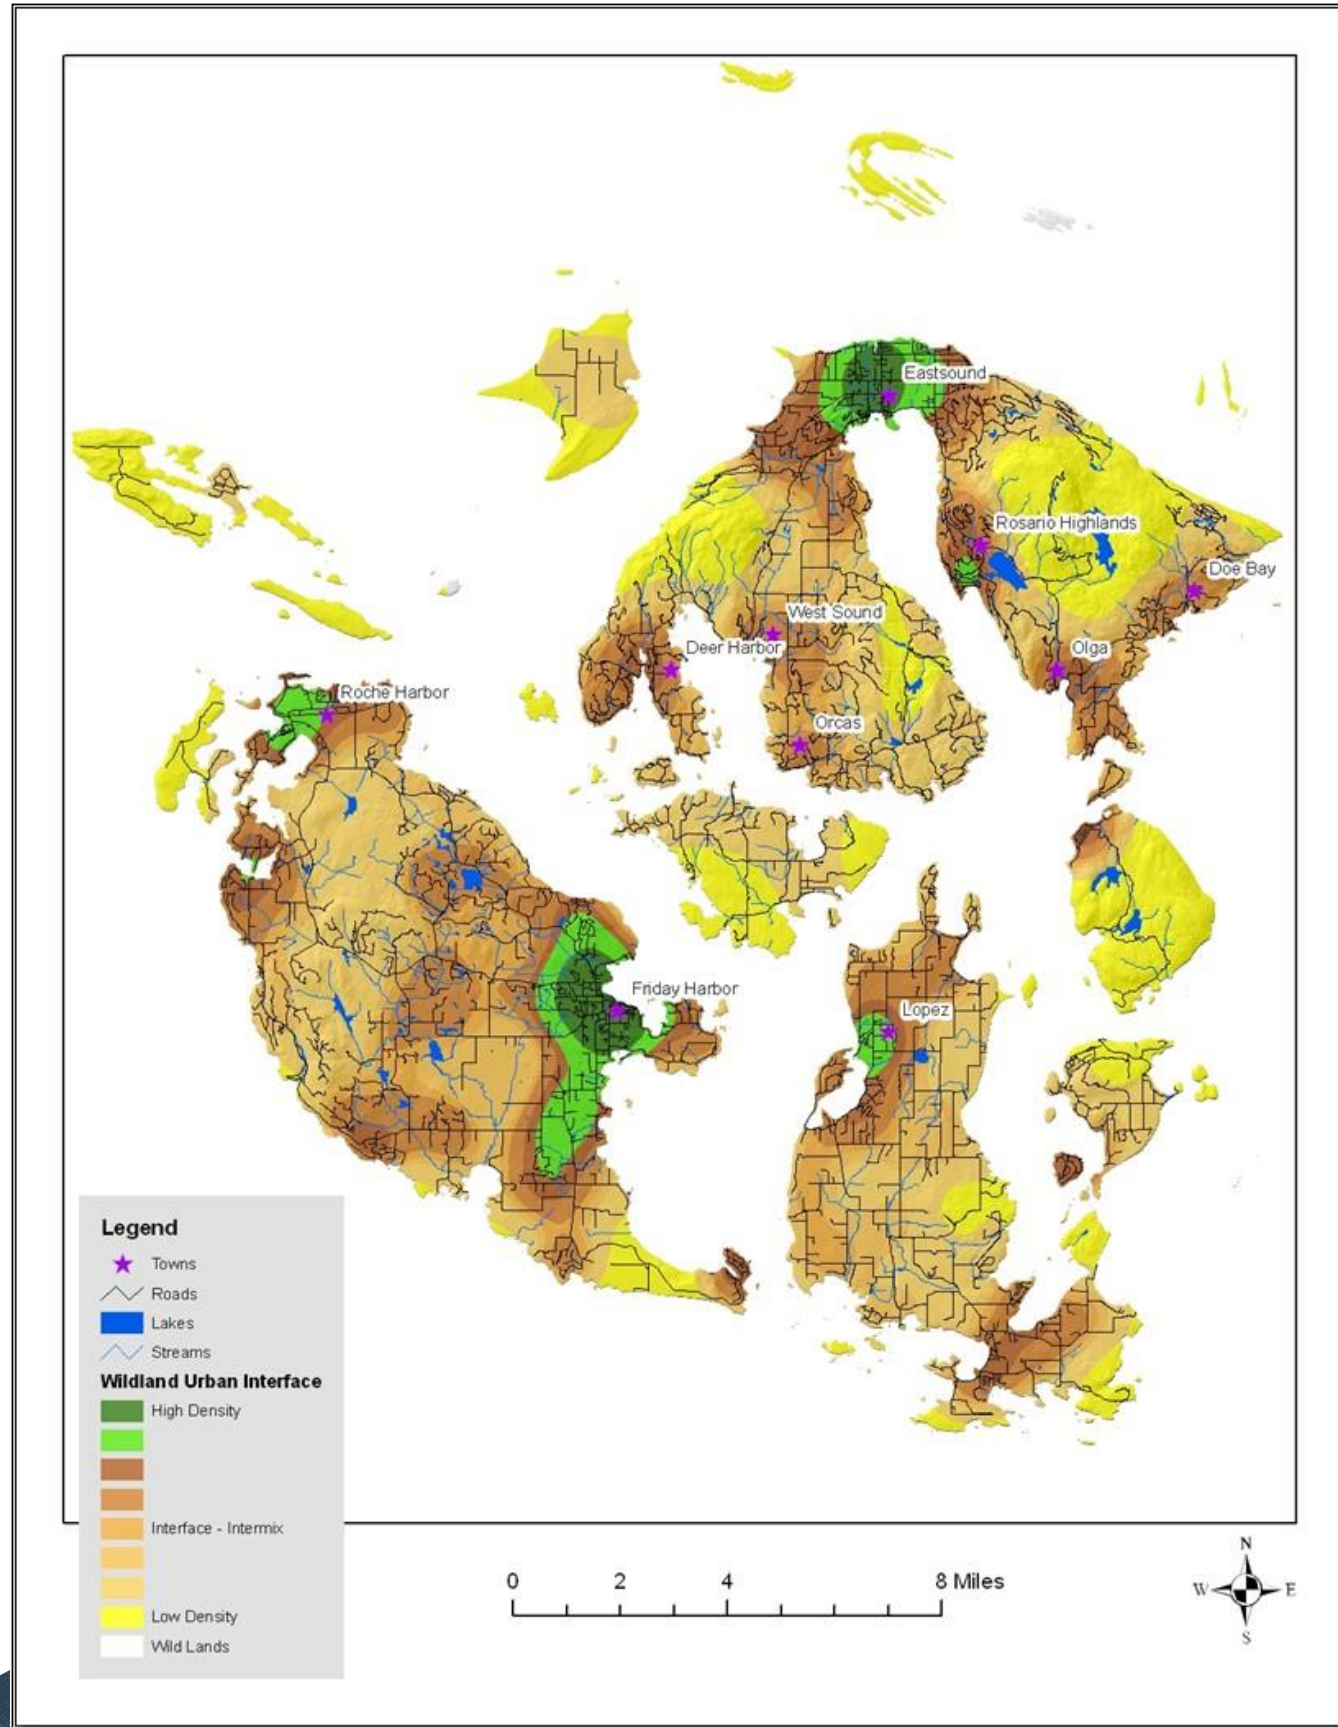 Eastsound
Rosario Highlands
Doe Bay
West Sound
Deer Harbor
Olga
Roche Harbor
Orcas
Friday Harbor
Lopez
Legend
Towns
Roads
Lakes
Streams
Wildland Urban Interface
High Density
Interface - Intermix
Low Density
Wild Lands
0 2 4 8 Miles
N
W E
S